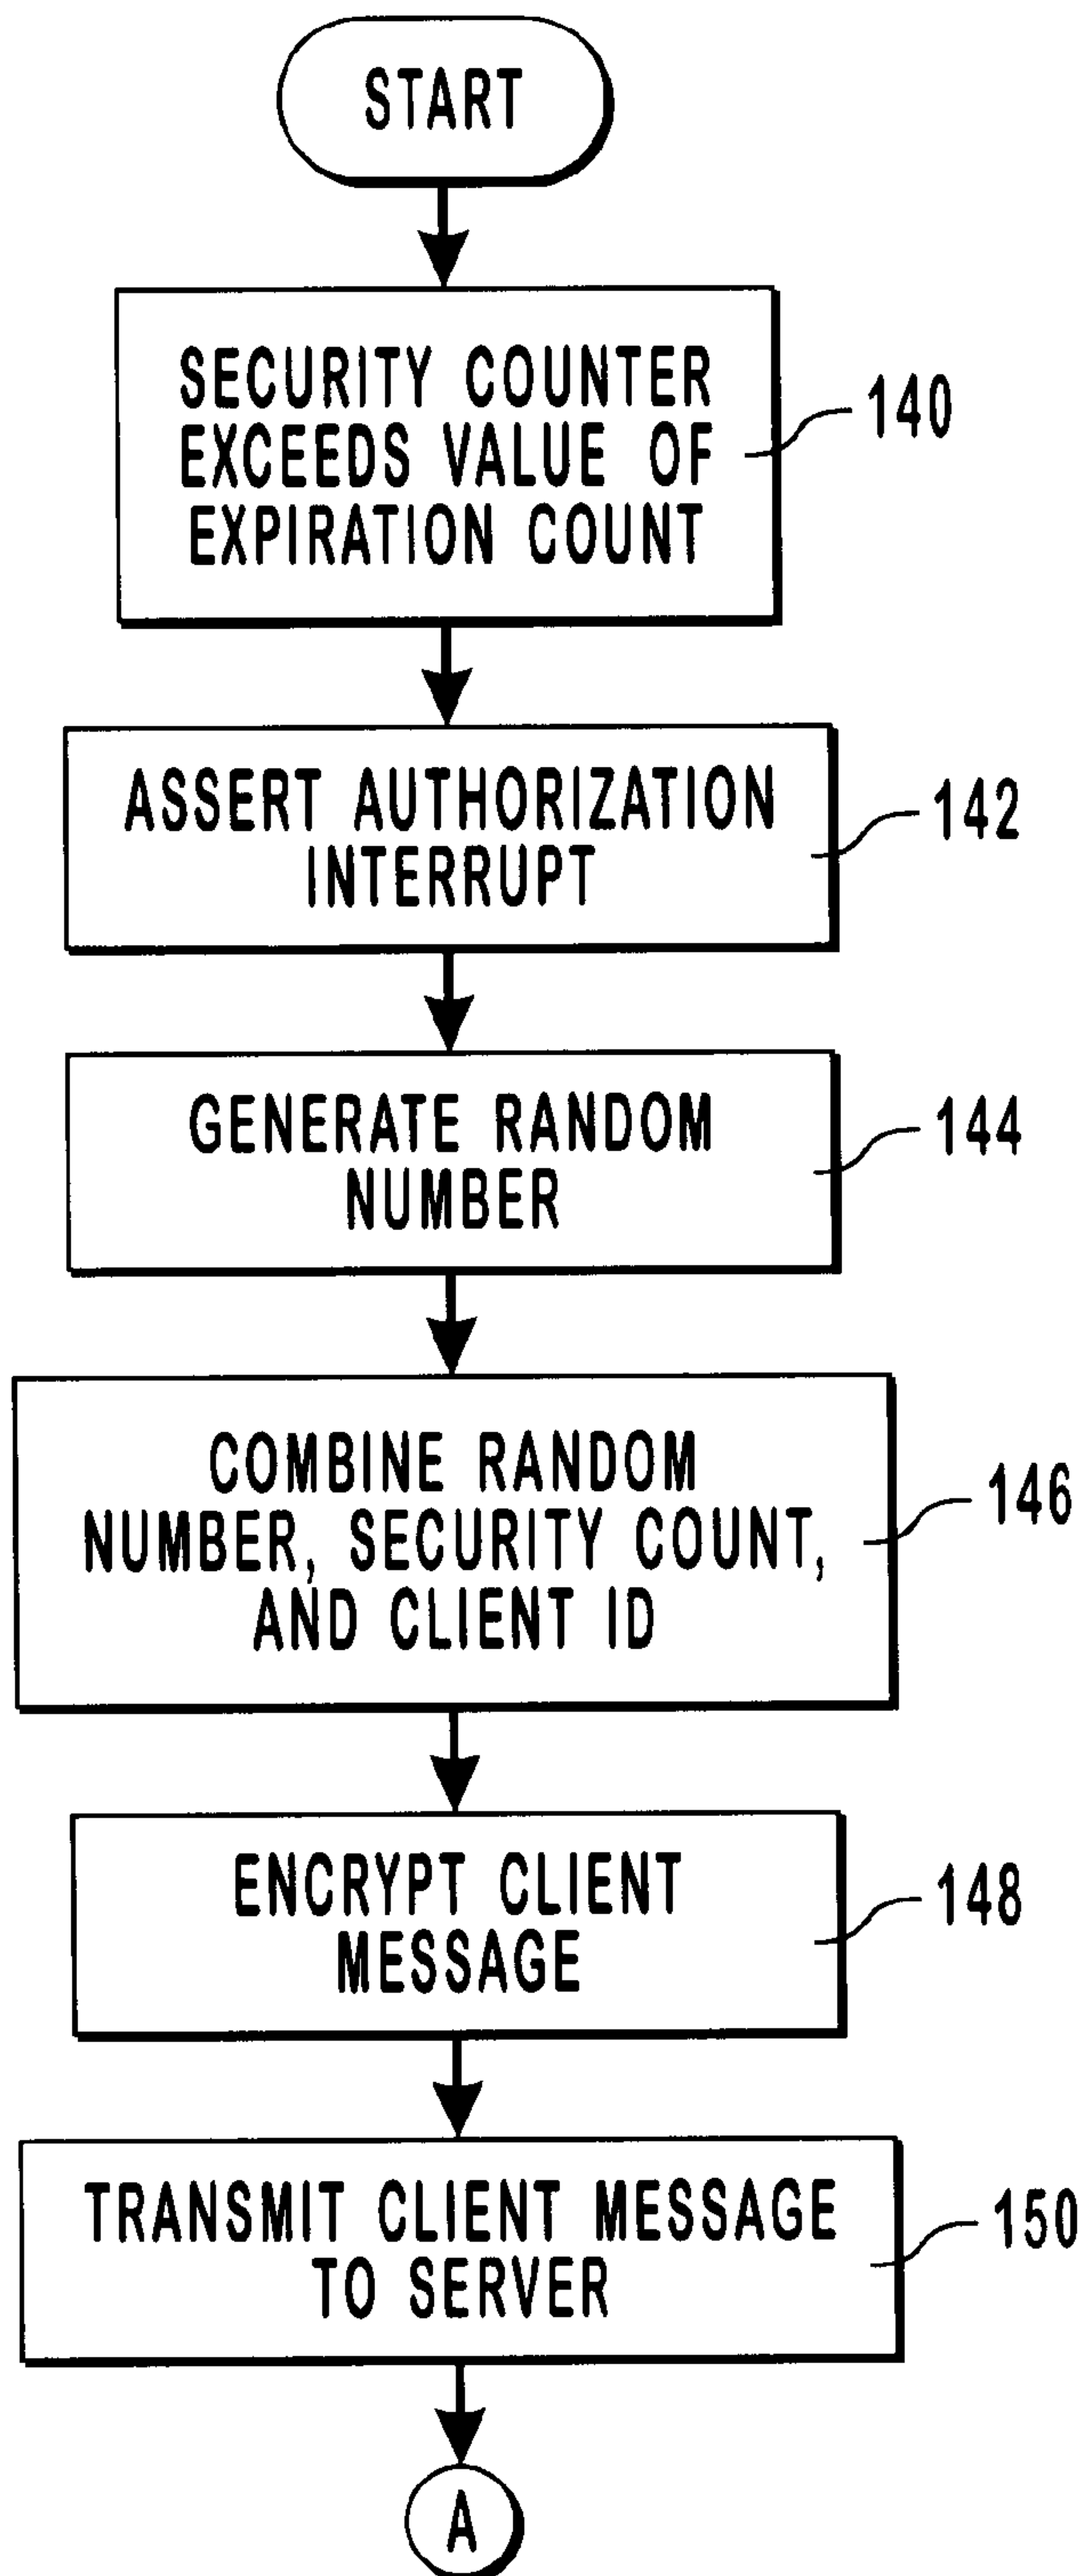 START
SECURITY COUNTER
EXCEEDS VALUE OF
EXPIRATION COUNT
140
ASSERT AUTHORIZATION
INTERRUPT
142
GENERATE RANDOM
NUMBER
144
COMBINE RANDOM
NUMBER, SECURITY COUNT,
AND CLIENT ID
146
ENCRYPT CLIENT
MESSAGE
148
TRANSMIT CLIENT MESSAGE
TO SERVER
150
A